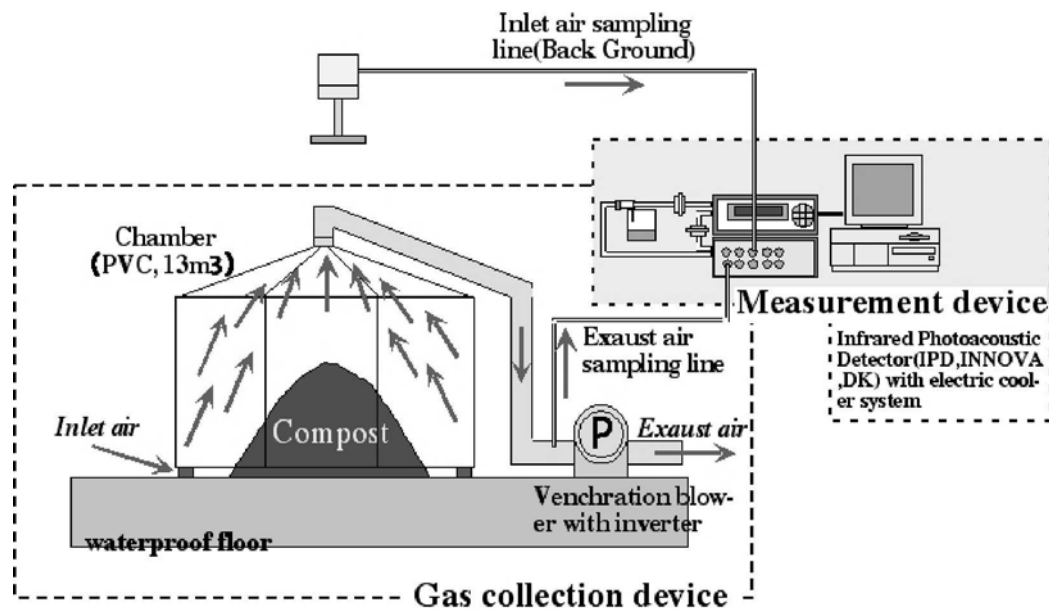 Inlet air sampling
line(Back Ground)
Chamber
(PVC, 13m3)
Measurement device
Infrared Photoacoustic
Detector(IPD,INNOVA
,DK) with electric cool-
er system
Exaust air
sampling line
Inlet air
Compost
P
Exaust air
Venchration blow-
er with inverter
waterproof floor
Gas collection device